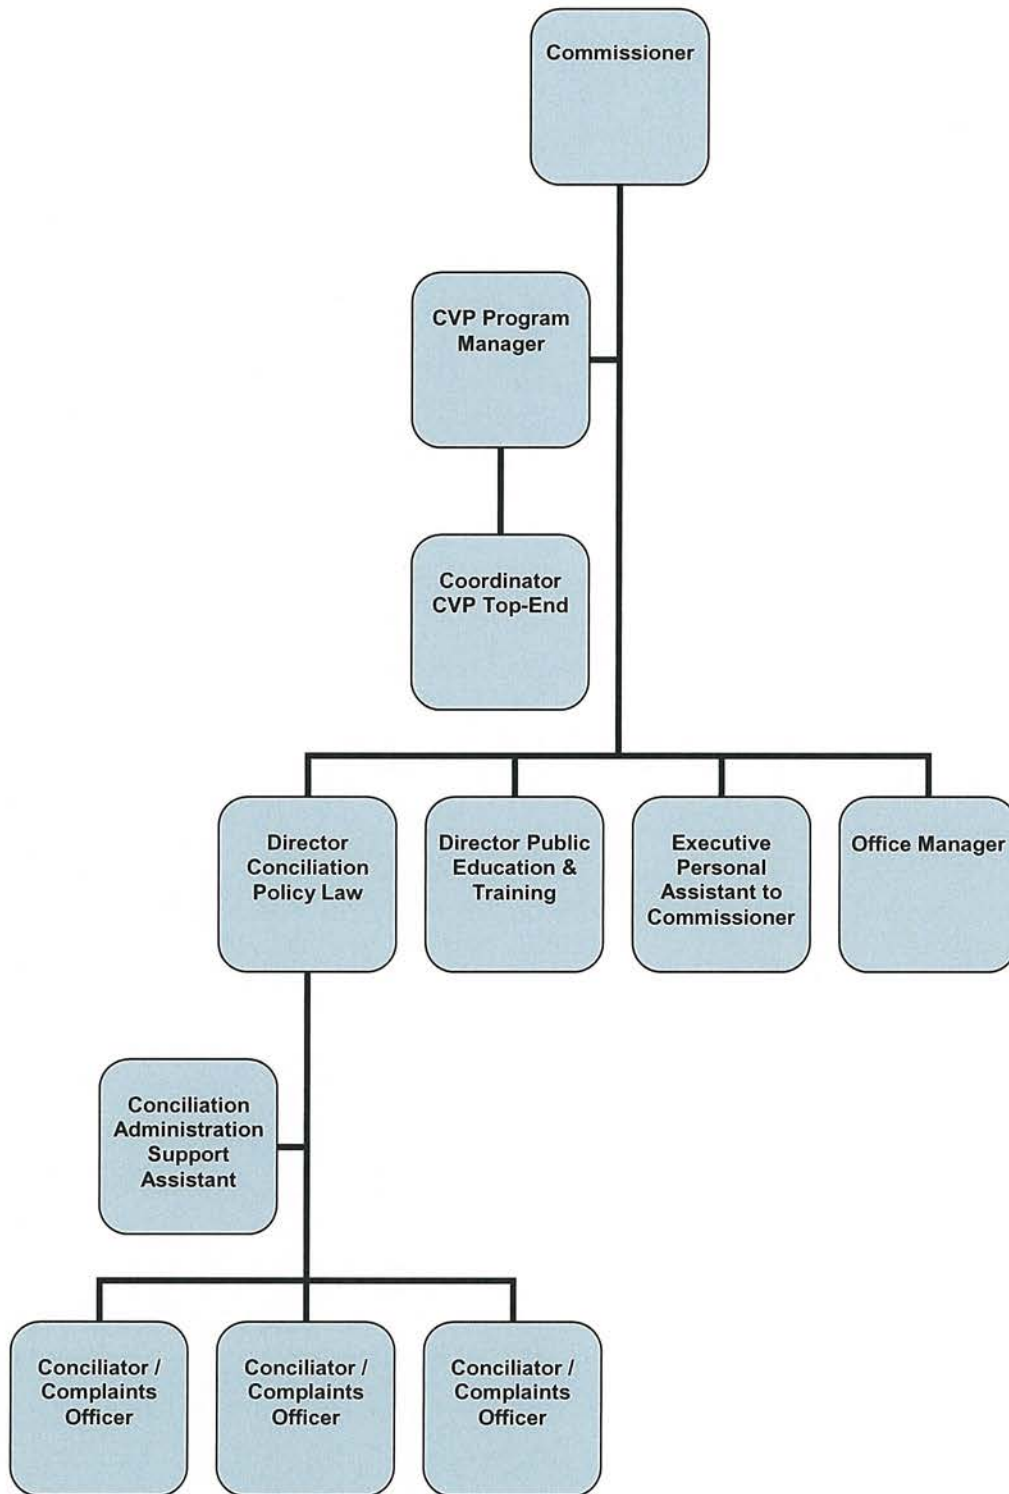 Commissioner
CVP Program
Manager
Coordinator
CVP Top-End
Director
Conciliation
Policy Law
Director Public
Education &
Training
Executive
Personal
Assistant to
Commissioner
Office Manager
Conciliation
Administration
Support
Assistant
Conciliator /
Complaints
Officer
Conciliator /
Complaints
Officer
Conciliator /
Complaints
Officer